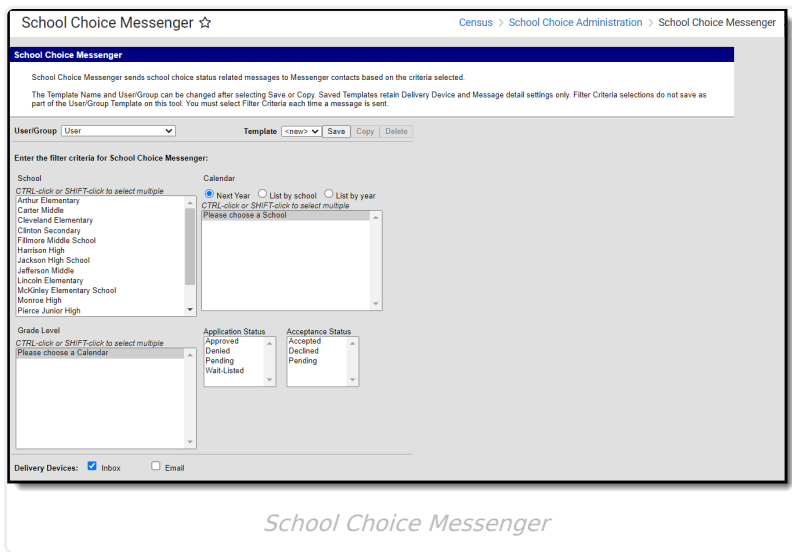 School Choice Messenger ☆
Census > School Choice Administration > School Choice Messenger
School Choice Messenger
School Choice Messenger sends school choice status related messages to Messenger contacts based on the criteria selected.
The Template Name and User/Group can be changed after selecting Save or Copy. Saved Templates retain Delivery Device and Message detail settings only. Filter Criteria selections do not save as
part of the User/Group Template on this tool. You must select Filter Criteria each time a message is sent.
User/Group User Template <new> Save Copy Delete
Enter the filter criteria for School Choice Messenger:
School
CTRL-click or SHIFT-click to select multiple
Arthur Elementary
Carter Middle
Cleveland Elementary
Clinton Secondary
Fillmore Middle School
Harrison High
Jackson High School
Jefferson Middle
Lincoln Elementary
McKinley Elementary School
Monroe High
Pierce Junior High
Calendar
Next Year List by school List by year
CTRL-click or SHIFT-click to select multiple
Please choose a School
Grade Level
CTRL-click or SHIFT-click to select multiple
Please choose a Calendar
Application Status
Approved
Denied
Pending
Wait-Listed
Acceptance Status
Accepted
Declined
Pending
Delivery Devices: Inbox Email
School Choice Messenger